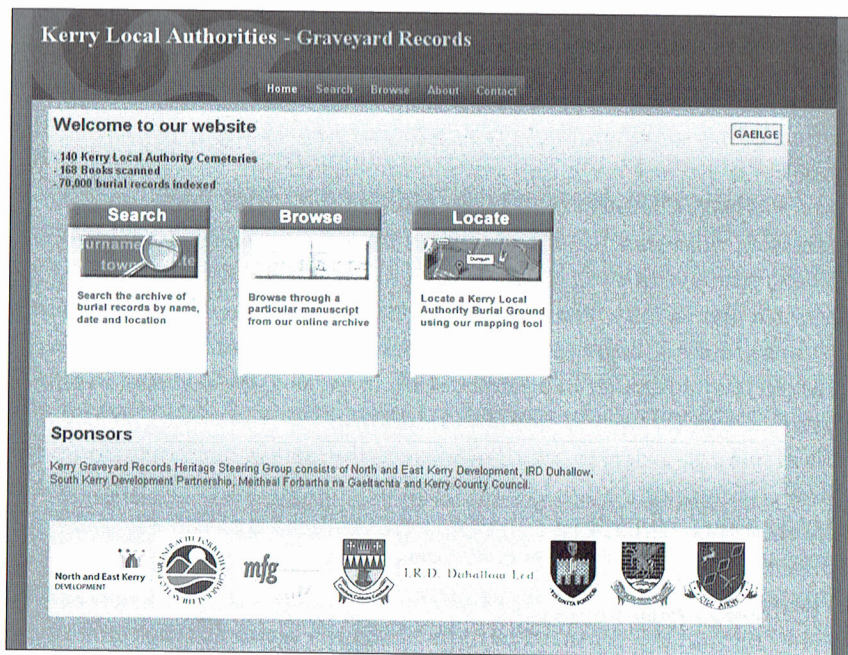 Kerry Local Authorities - Graveyard Records
Home Search Browse About Contact
Welcome to our website
GAEILGE
- 140 Kerry Local Authority Cemeteries
- 168 Books scanned
- 70,000 burial records indexed
Search
Browse
Locate
urname
town
te
Search the archive of
burial records by name,
date and location
Browse through a
particular manuscript
from our online archive
Dunquin
Locate a Kerry Local
Authority Burial Ground
using our mapping tool
Sponsors
Kerry Graveyard Records Heritage Steering Group consists of North and East Kerry Development, IRD Duhallow,
South Kerry Development Partnership, Meitheal Forbartha na Gaeltachta and Kerry County Council.
North and East Kerry
DEVELOPMENT
mfg
I.R.D. Duhallow Ltd